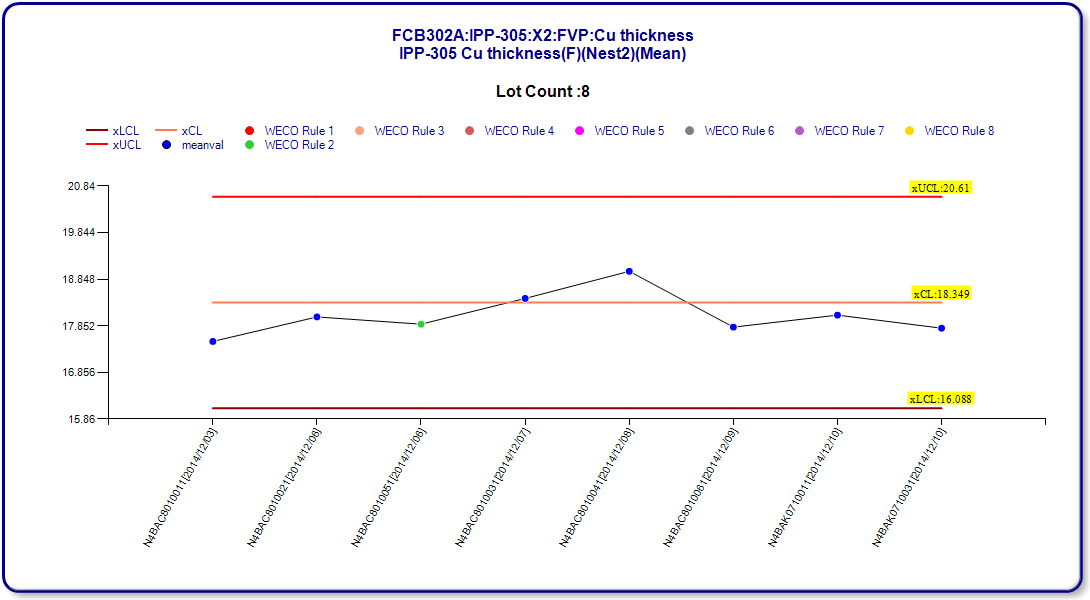 FCB302A:IPP-305:X2:FVP:Cu thickness
IPP-305 Cu thickness(F)(Nest2)(Mean)
Lot Count :8
xLCL xCL WECO Rule 1 WECO Rule 3 WECO Rule 4 WECO Rule 5 WECO Rule 6 WECO Rule 7 WECO Rule 8
xUCL meanval WECO Rule 2
20.84
19.844
18.848
17.852
16.856
15.86
xUCL:20.61
xCL:18.349
xLCL:16.088
N4BAC8010011[2014/12/03]
N4BAC8010021[2014/12/06]
N4BAC8010051[2014/12/06]
N4BAC8010031[2014/12/07]
N4BAC8010041[2014/12/08]
N4BAC8010061[2014/12/09]
N4BAK0710011[2014/12/10]
N4BAK0710031[2014/12/10]